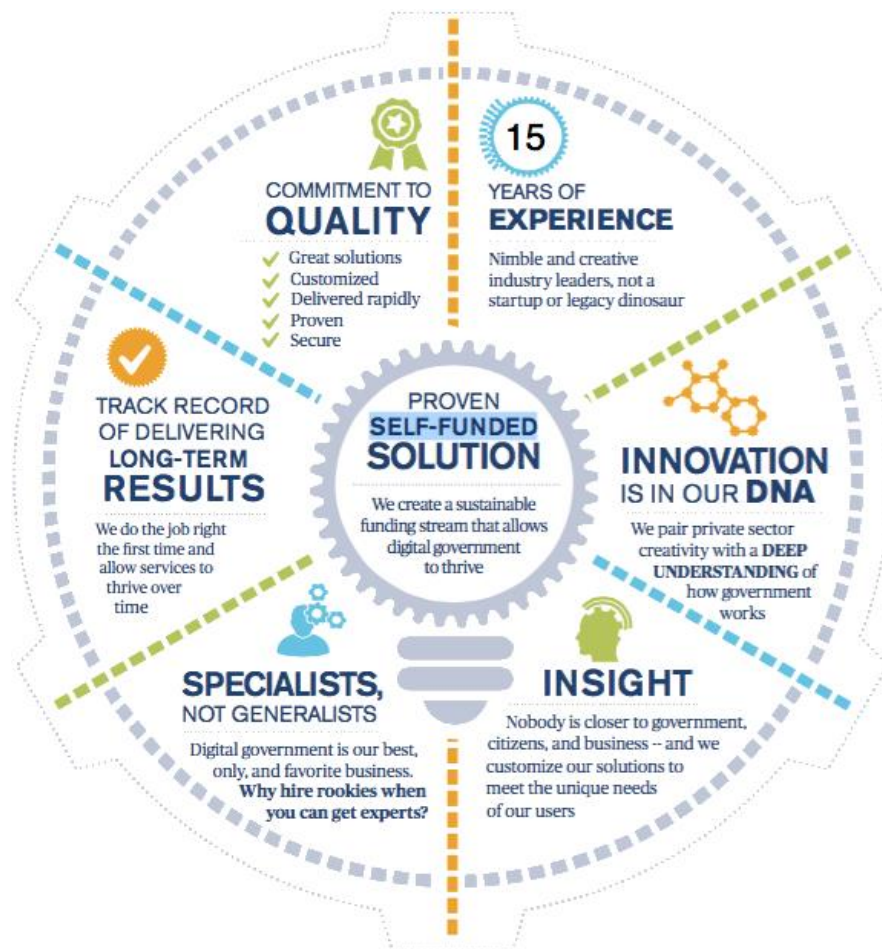 COMMITMENT TO
QUALITY
Great solutions
Customized
Delivered rapidly
Proven
Secure
15
YEARS OF
EXPERIENCE
Nimble and creative
industry leaders, not a
startup or legacy dinosaur
TRACK RECORD
OF DELIVERING
LONG-TERM
RESULTS
We do the job right
the first time and
allow services to
thrive over
time
PROVEN
SELF-FUNDED
SOLUTION
We create a sustainable
funding stream that allows
digital government
to thrive
INNOVATION
IS IN OUR DNA
We pair private sector
creativity with a DEEP
UNDERSTANDING of
how government
works
SPECIALISTS,
NOT GENERALISTS
Digital government is our best,
only, and favorite business.
Why hire rookies when
you can get experts?
INSIGHT
Nobody is closer to government,
citizens, and business -- and we
customize our solutions to
meet the unique needs
of our users